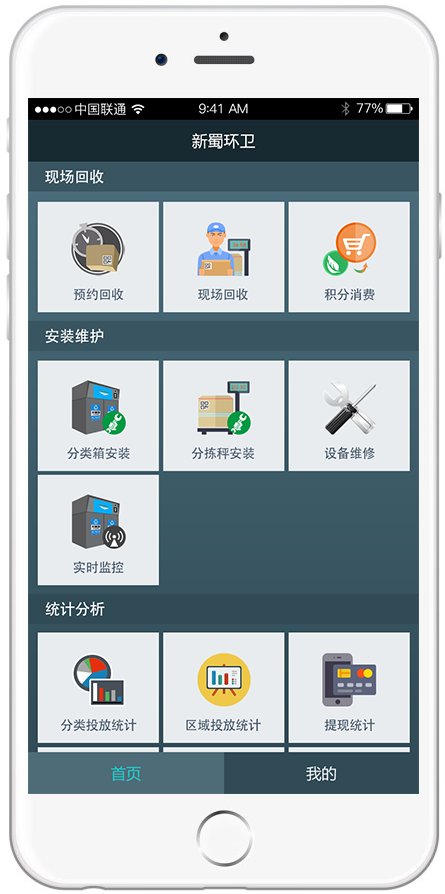 中国联通 9:41 AM 77%
新蜀环卫
现场回收
预约回收 现场回收 积分消费
安装维护
分类箱安装 分拣秤安装 设备维修
实时监控
统计分析
分类投放统计 区域投放统计 提现统计
首页 我的